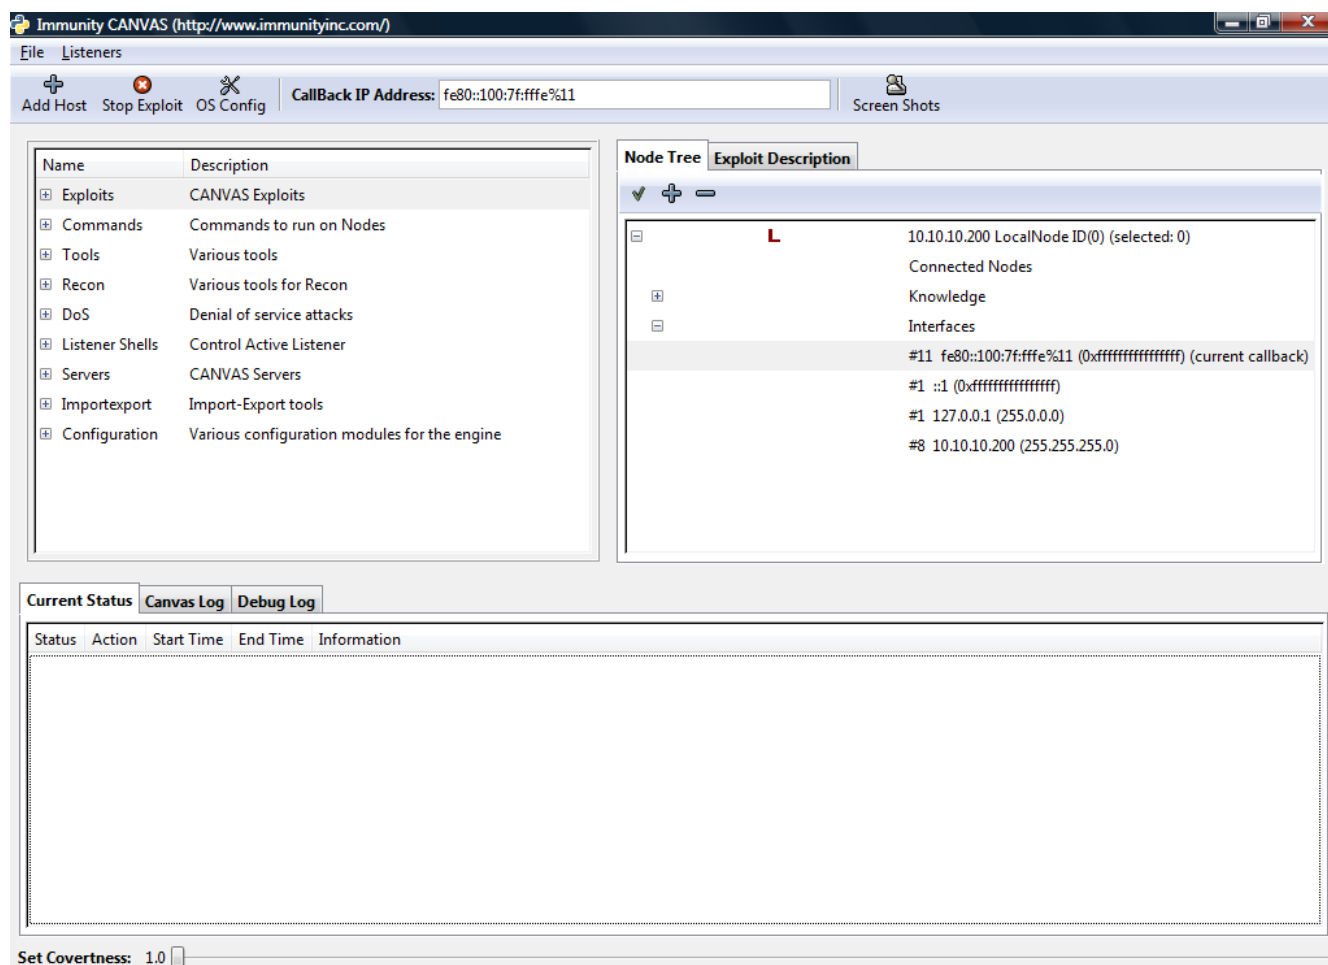 Immunity CANVAS (http://www.immunityinc.com/)
File Listeners
Add Host Stop Exploit OS Config CallBack IP Address: fe80::100:7f:fffe%11 Screen Shots
Name Description
Exploits CANVAS Exploits
Commands Commands to run on Nodes
Tools Various tools
Recon Various tools for Recon
DoS Denial of service attacks
Listener Shells Control Active Listener
Servers CANVAS Servers
Importexport Import-Export tools
Configuration Various configuration modules for the engine
Node Tree Exploit Description
L 10.10.10.200 LocalNode ID(0) (selected: 0)
Connected Nodes
Knowledge
Interfaces
#11 fe80::100:7f:fffe%11 (0xffffffffffffffff) (current callback)
#1 ::1 (0xffffffffffffffff)
#1 127.0.0.1 (255.0.0.0)
#8 10.10.10.200 (255.255.255.0)
Current Status Canvas Log Debug Log
Status Action Start Time End Time Information
Set Covertness: 1.0